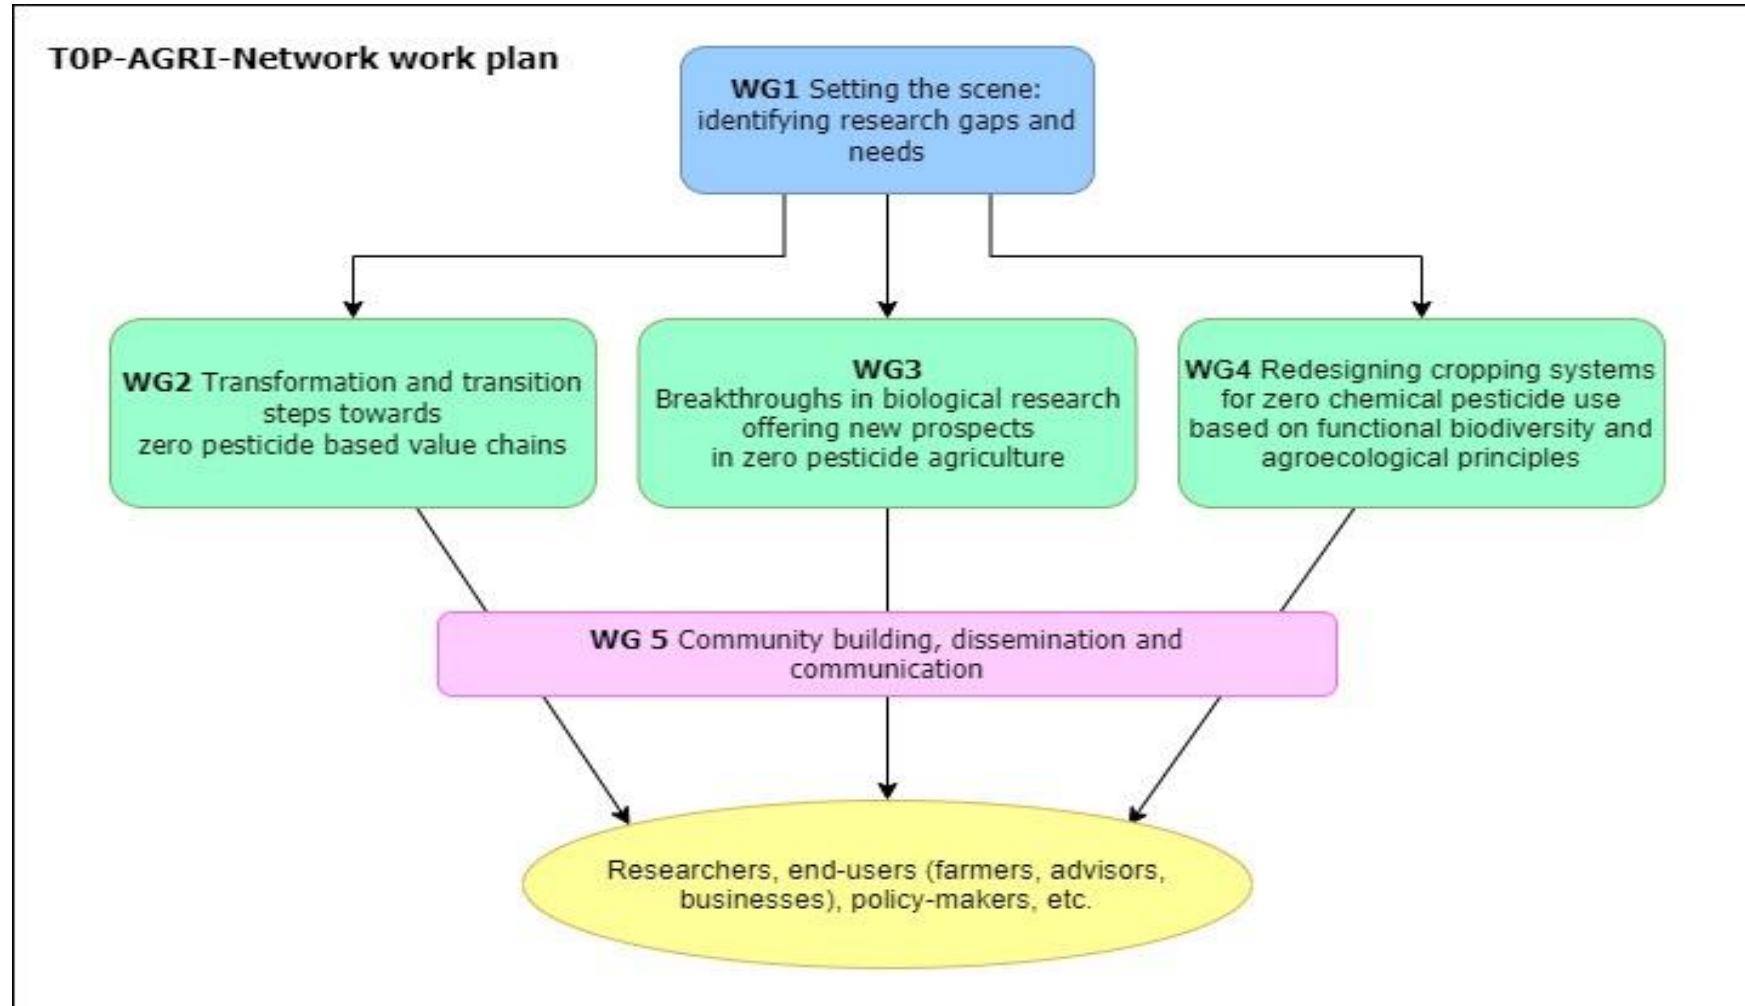 T0P-AGRI-Network work plan
WG1 Setting the scene:
identifying research gaps and
needs
WG2 Transformation and transition
steps towards
zero pesticide based value chains
WG3
Breakthroughs in biological research
offering new prospects
in zero pesticide agriculture
WG4 Redesigning cropping systems
for zero chemical pesticide use
based on functional biodiversity and
agroecological principles
WG 5 Community building, dissemination and
communication
Researchers, end-users (farmers, advisors,
businesses), policy-makers, etc.